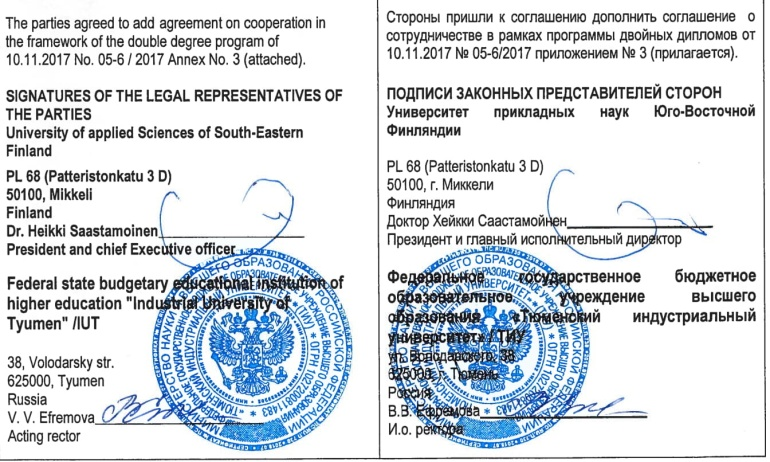 The parties agreed to add agreement on cooperation in
the framework of the double degree program of
10.11.2017 No. 05-6 / 2017 Annex No. 3 (attached).
SIGNATURES OF THE LEGAL REPRESENTATIVES OF
THE PARTIES
University of applied Sciences of South-Eastern
Finland
PL 68 (Patteristonkatu 3 D)
50100, Mikkeli
Finland
Dr. Heikki Saastamoinen
President and chief Executive officer
Federal state budgetary educational institution of
higher education "Industrial University of
Tyumen" /IUT
38, Volodarsky str.
625000, Tyumen
Russia
V. V. Efremova
Acting rector
Стороны пришли к соглашению дополнить соглашение о
сотрудничестве в рамках программы двойных дипломов от
10.11.2017 № 05-6/2017 приложением № 3 (прилагается).
ПОДПИСИ ЗАКОННЫХ ПРЕДСТАВИТЕЛЕЙ СТОРОН
Университет прикладных наук Юго-Восточной
Финляндии
PL 68 (Patteristonkatu 3 D)
50100, г. Миккели
Финляндия
Доктор Хейкки Саастамойнен
Президент и главный исполнительный директор
Федеральное государственное бюджетное
образовательное учреждение высшего
образования «Тюменский индустриальный
университет» / ТИУ
ул. Володарского, 38
625000, г. Тюмень
Россия
В.В. Ефремова
И.о. ректора